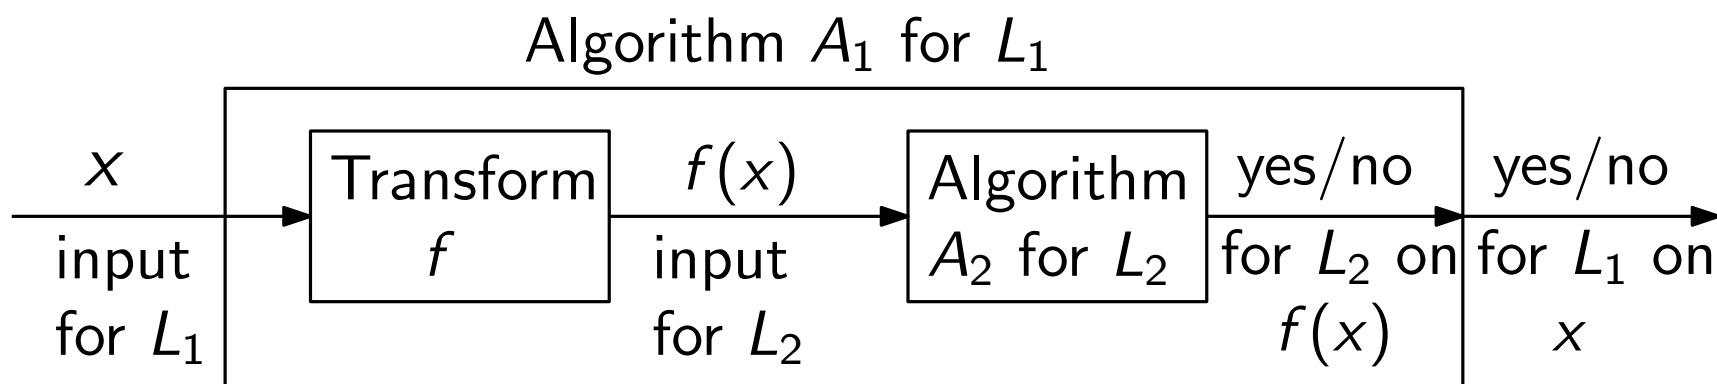 Algorithm A₁ for L₁
x
input
for L₁
Transform
f
f(x)
input
for L₂
Algorithm
A₂ for L₂
yes/no
for L₂ on
f(x)
yes/no
for L₁ on
x